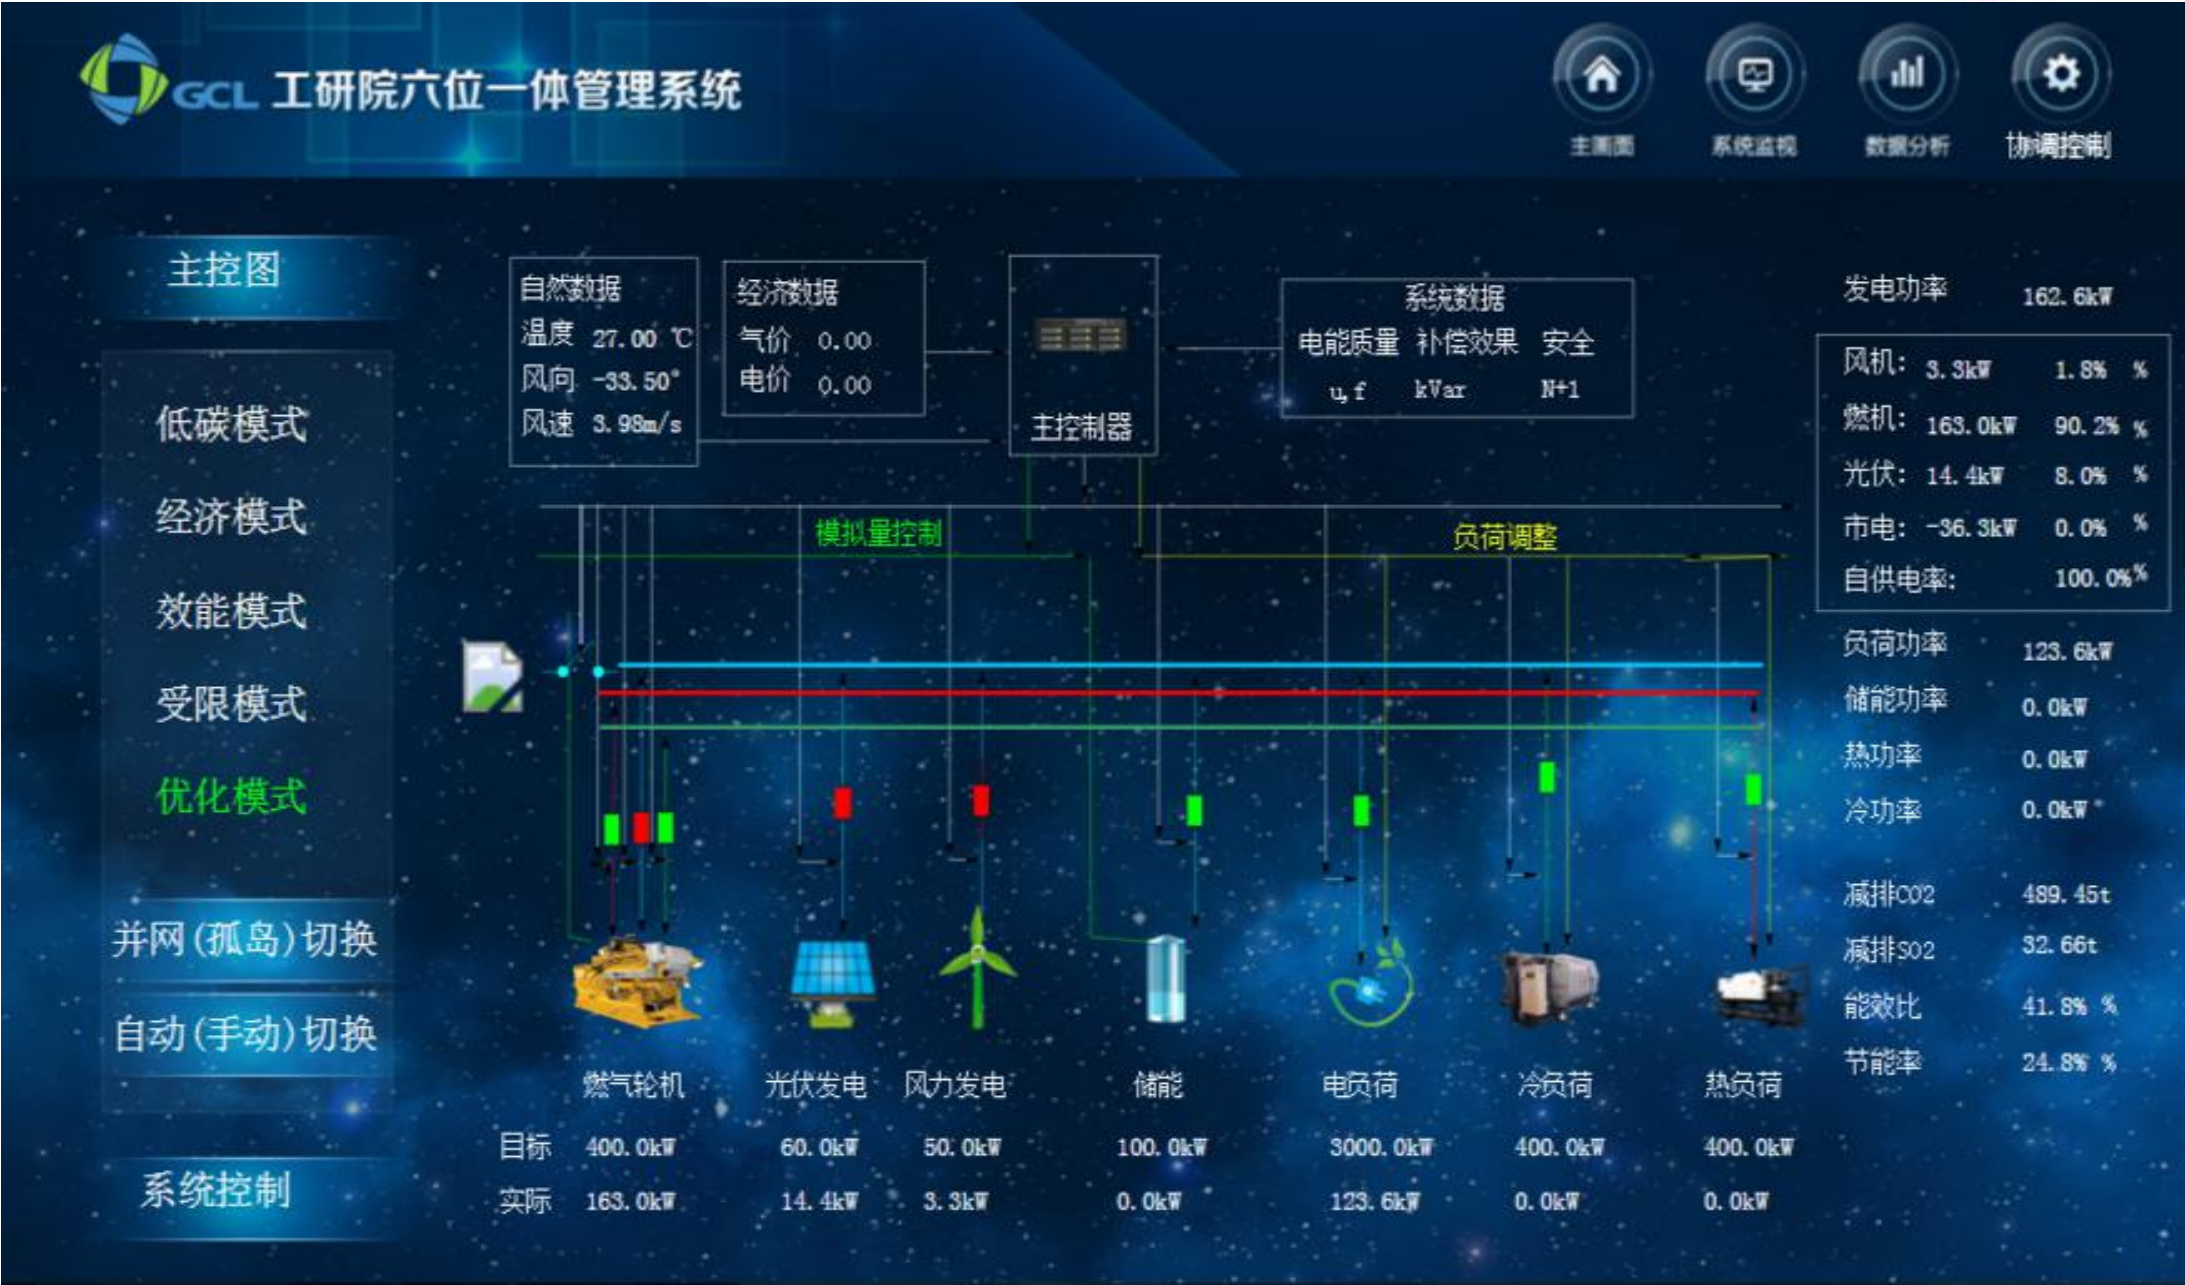 GCL 工研院六位一体管理系统
主画面 系统监视 数据分析 协调控制
主控图
低碳模式
经济模式
效能模式
受限模式
优化模式
并网(孤岛)切换
自动(手动)切换
系统控制
自然数据
温度 27.00 ℃
风向 -33.50°
风速 3.98m/s
经济数据
气价 0.00
电价 0.00
主控制器
系统数据
电能质量 补偿效果 安全
u,f kVar N+1
模拟量控制
负荷调整
燃气轮机 光伏发电 风力发电 储能 电负荷 冷负荷 热负荷
目标 400.0kW 60.0kW 50.0kW 100.0kW 3000.0kW 400.0kW 400.0kW
实际 163.0kW 14.4kW 3.3kW 0.0kW 123.6kW 0.0kW 0.0kW
发电功率 162.6kW
风机: 3.3kW 1.8% %
燃机: 163.0kW 90.2% %
光伏: 14.4kW 8.0% %
市电: -36.3kW 0.0% %
自供电率: 100.0%%
负荷功率 123.6kW
储能功率 0.0kW
热功率 0.0kW
冷功率 0.0kW
减排CO2 489.45t
减排SO2 32.66t
能效比 41.8% %
节能率 24.8% %